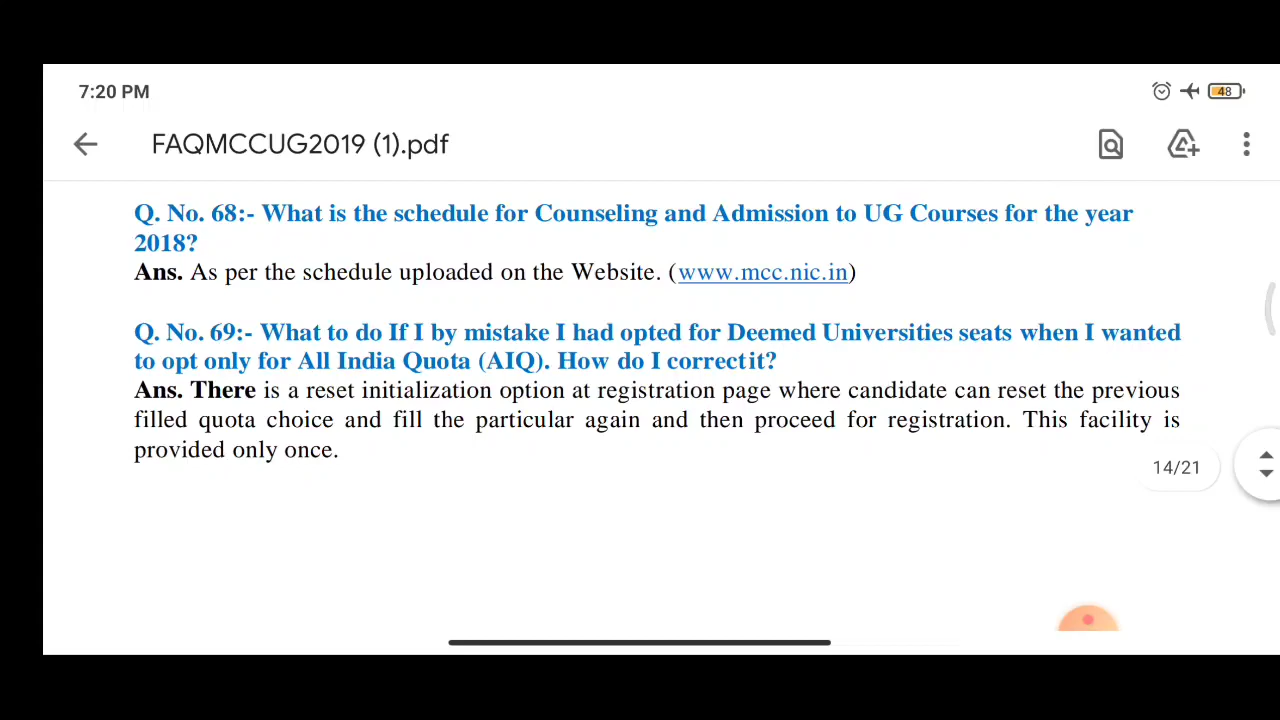 7:20 PM
48
FAQMCCUG2019 (1).pdf
Q. No. 68:- What is the schedule for Counseling and Admission to UG Courses for the year
2018?
Ans. As per the schedule uploaded on the Website. (www.mcc.nic.in)
Q. No. 69:- What to do If I by mistake I had opted for Deemed Universities seats when I wanted
to opt only for All India Quota (AIQ). How do I correctit?
Ans. There is a reset initialization option at registration page where candidate can reset the previous
filled quota choice and fill the particular again and then proceed for registration. This facility is
provided only once.
14/21